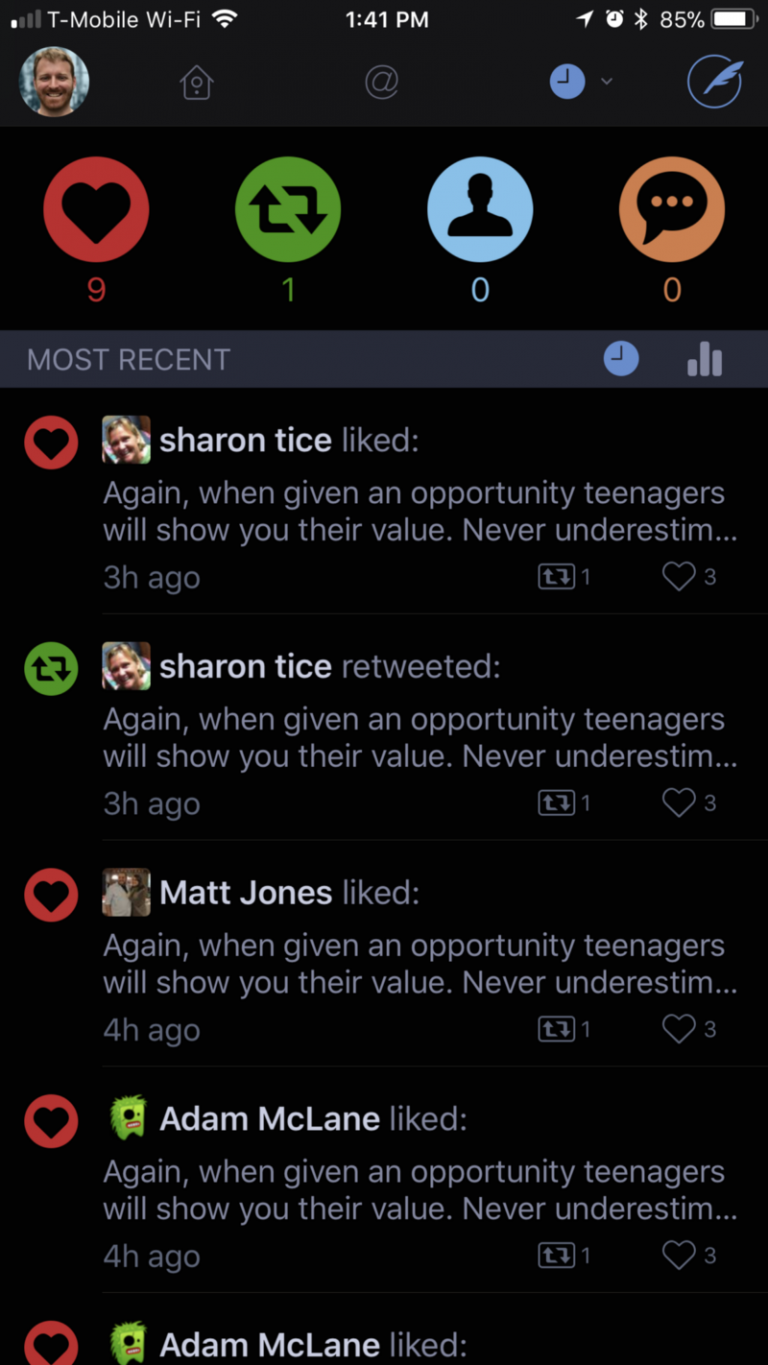 T-Mobile Wi-Fi 1:41 PM 85%
@
9 1 0 0
MOST RECENT
sharon tice liked:
Again, when given an opportunity teenagers
will show you their value. Never underestim...
3h ago 1 3
sharon tice retweeted:
Again, when given an opportunity teenagers
will show you their value. Never underestim...
3h ago 1 3
Matt Jones liked:
Again, when given an opportunity teenagers
will show you their value. Never underestim...
4h ago 1 3
Adam McLane liked:
Again, when given an opportunity teenagers
will show you their value. Never underestim...
4h ago 1 3
Adam McLane liked: